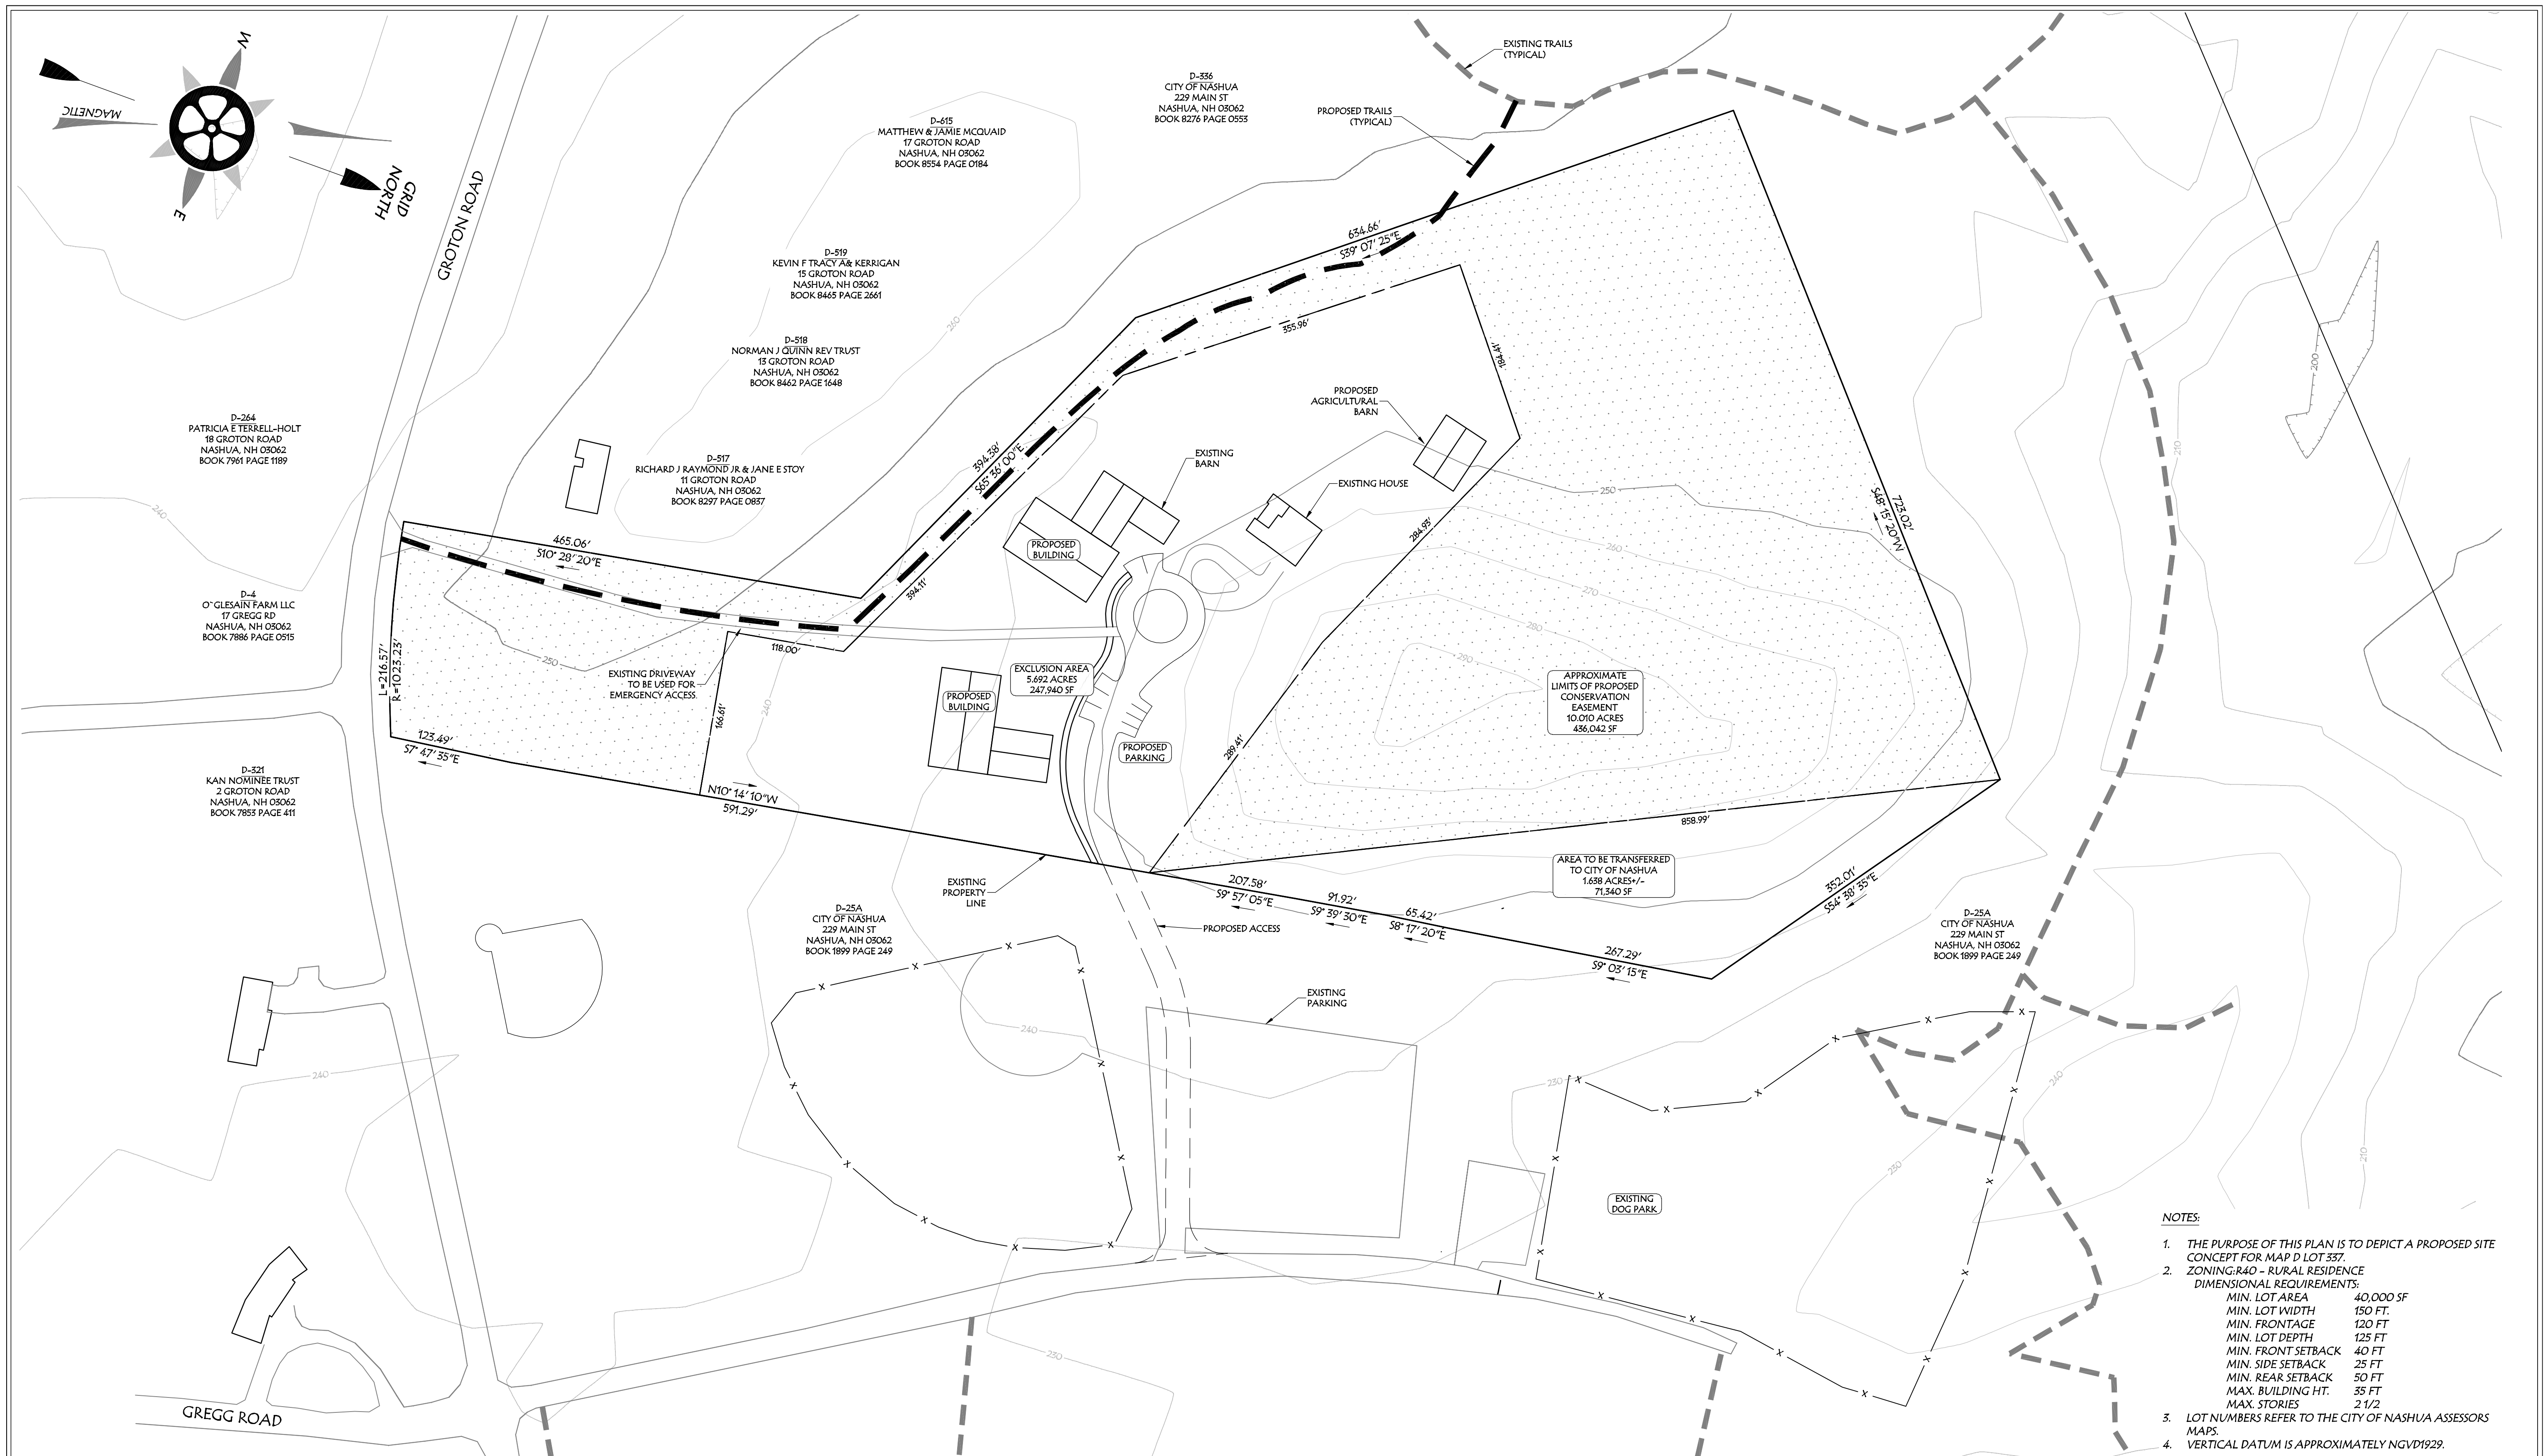 W
MAGNETIC
GRID
NORTH
E
GROTON ROAD
D-336
CITY OF NASHUA
229 MAIN ST
NASHUA, NH 03062
BOOK 8276 PAGE 0553
EXISTING TRAILS
(TYPICAL)
PROPOSED TRAILS
(TYPICAL)
D-615
MATTHEW & JAMIE MCQUAID
17 GROTON ROAD
NASHUA, NH 03062
BOOK 8554 PAGE 0184
D-519
KEVIN F TRACY A& KERRIGAN
15 GROTON ROAD
NASHUA, NH 03062
BOOK 8465 PAGE 2661
260
D-518
NORMAN J QUINN REV TRUST
13 GROTON ROAD
NASHUA, NH 03062
BOOK 8462 PAGE 1648
634.66'
S39° 07' 25"E
355.96'
184.41'
200
D-264
PATRICIA E TERRELL-HOLT
18 GROTON ROAD
NASHUA, NH 03062
BOOK 7961 PAGE 1189
PROPOSED
AGRICULTURAL
BARN
D-517
RICHARD J RAYMOND JR & JANE E STOY
11 GROTON ROAD
NASHUA, NH 03062
BOOK 8297 PAGE 0837
394.38'
S65° 36' 00"E
EXISTING
BARN
EXISTING HOUSE
210
250
240
723.02'
S48° 15' 20"W
284.93'
465.06'
S10° 28' 20"E
PROPOSED
BUILDING
260
394.11'
270
D-4
O~GLESAIN FARM LLC
17 GREGG RD
NASHUA, NH 03062
BOOK 7886 PAGE 0515
280
290
118.00'
250
L=216.57'
R=1023.23'
EXISTING DRIVEWAY
TO BE USED FOR
EMERGENCY ACCESS.
EXCLUSION AREA
5.692 ACRES
247,940 SF
PROPOSED
BUILDING
APPROXIMATE
LIMITS OF PROPOSED
CONSERVATION
EASEMENT
10.010 ACRES
436,042 SF
166.61'
240
123.49'
S7° 47' 35"E
289.41'
PROPOSED
PARKING
D-321
KAN NOMINEE TRUST
2 GROTON ROAD
NASHUA, NH 03062
BOOK 7853 PAGE 411
N10° 14' 10"W
591.29'
858.99'
EXISTING
PROPERTY
LINE
AREA TO BE TRANSFERRED
TO CITY OF NASHUA
1.638 ACRES+/-
71,340 SF
207.58'
S9° 57' 05"E
91.92'
S9° 39' 30"E
65.42'
S8° 17' 20"E
352.01'
S54° 38' 35"E
D-25A
CITY OF NASHUA
229 MAIN ST
NASHUA, NH 03062
BOOK 1899 PAGE 249
PROPOSED ACCESS
267.29'
S9° 03' 15"E
D-25A
CITY OF NASHUA
229 MAIN ST
NASHUA, NH 03062
BOOK 1899 PAGE 249
EXISTING
PARKING
240
240
230
240
250
210
EXISTING
DOG PARK
230
GREGG ROAD
NOTES:
1. THE PURPOSE OF THIS PLAN IS TO DEPICT A PROPOSED SITE
CONCEPT FOR MAP D LOT 337.
2. ZONING:R40 - RURAL RESIDENCE
DIMENSIONAL REQUIREMENTS:
MIN. LOT AREA 40,000 SF
MIN. LOT WIDTH 150 FT.
MIN. FRONTAGE 120 FT
MIN. LOT DEPTH 125 FT
MIN. FRONT SETBACK 40 FT
MIN. SIDE SETBACK 25 FT
MIN. REAR SETBACK 50 FT
MAX. BUILDING HT. 35 FT
MAX. STORIES 2 1/2
3. LOT NUMBERS REFER TO THE CITY OF NASHUA ASSESSORS
MAPS.
4. VERTICAL DATUM IS APPROXIMATELY NGVD1929.